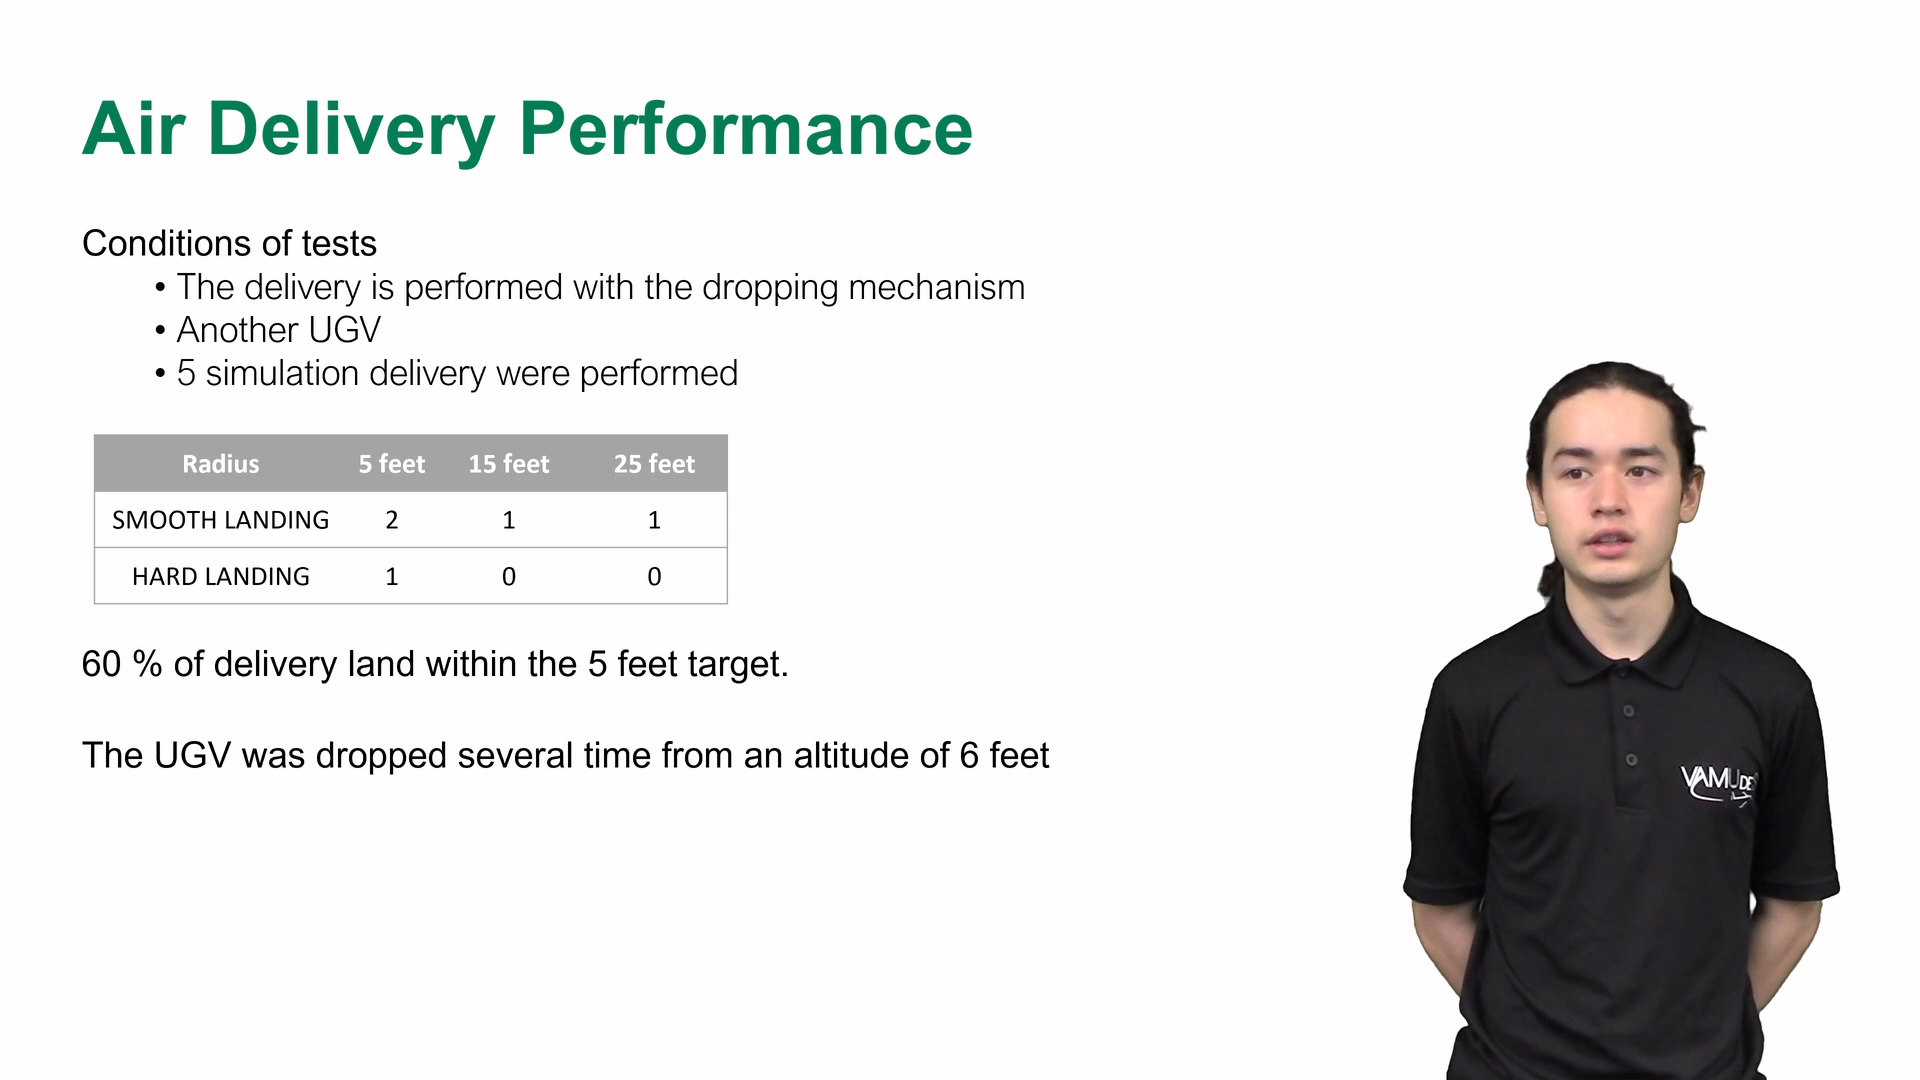 Air Delivery Performance
Conditions of tests
• The delivery is performed with the dropping mechanism
• Another UGV
• 5 simulation delivery were performed
Radius 5 feet 15 feet 25 feet
SMOOTH LANDING 2 1 1
HARD LANDING 1 0 0
60 % of delivery land within the 5 feet target.
The UGV was dropped several time from an altitude of 6 feet
VAMUDES